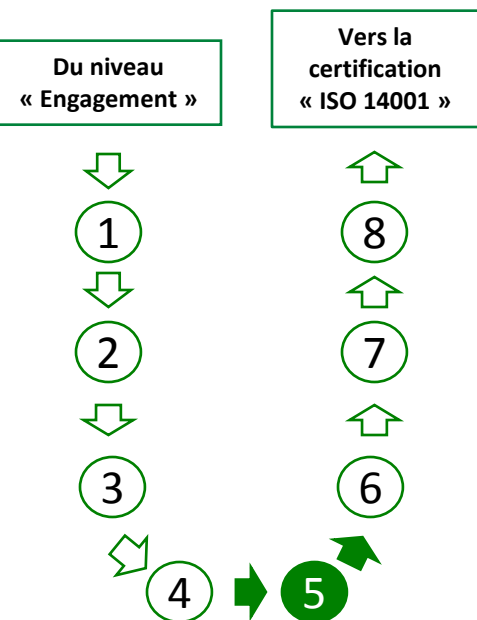 Du niveau
« Engagement »
Vers la
certification
« ISO 14001 »
1
2
3
4
5
6
7
8